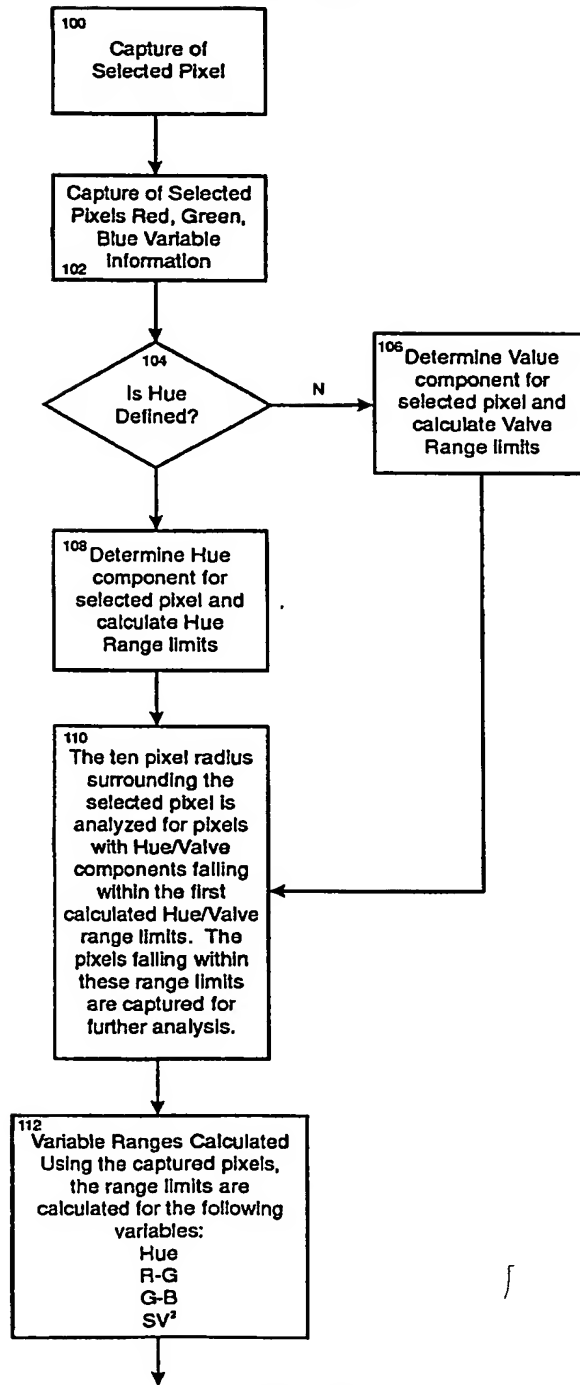 100
Capture of
Selected Pixel
Capture of Selected
Pixels Red, Green,
Blue Variable
Information
102
104
Is Hue
Defined?
N
106 Determine Value
component for
selected pixel and
calculate Valve
Range limits
108 Determine Hue
component for
selected pixel and
calculate Hue
Range limits
110
The ten pixel radius
surrounding the
selected pixel is
analyzed for pixels
with Hue/Valve
components falling
within the first
calculated Hue/Valve
range limits. The
pixels falling within
these range limits
are captured for
further analysis.
112
Variable Ranges Calculated
Using the captured pixels,
the range limits are
calculated for the following
variables:
Hue
R-G
G-B
SV²